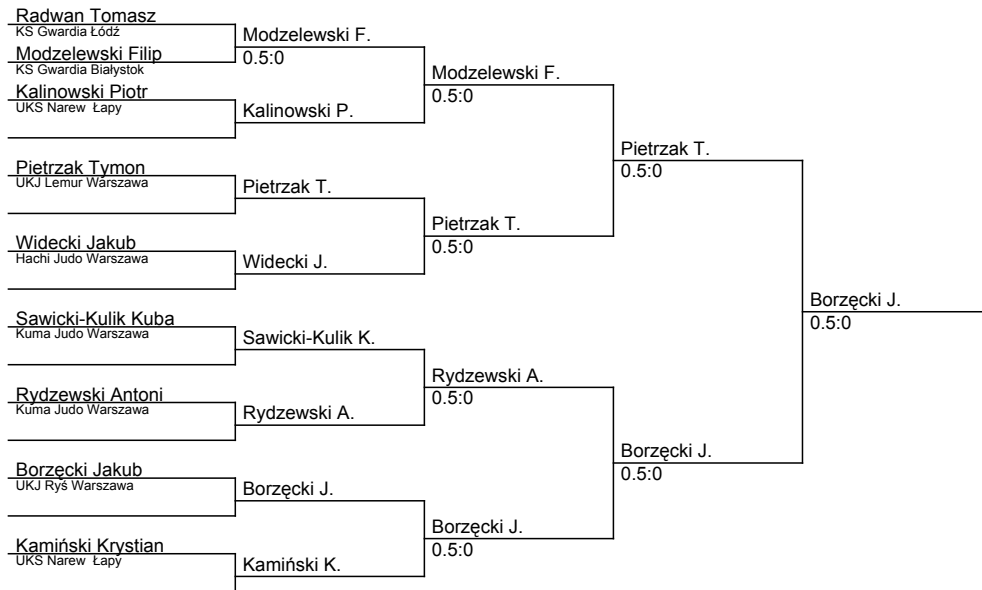 Radwan Tomasz
KS Gwardia Łódź
Modzelewski Filip
KS Gwardia Białystok
Kalinowski Piotr
UKS Narew Łapy
Pietrzak Tymon
UKJ Lemur Warszawa
Widecki Jakub
Hachi Judo Warszawa
Sawicki-Kulik Kuba
Kuma Judo Warszawa
Rydzewski Antoni
Kuma Judo Warszawa
Borzęcki Jakub
UKJ Ryś Warszawa
Kamiński Krystian
UKS Narew Łapy
Modzelewski F.
0.5:0
Kalinowski P.
Pietrzak T.
Widecki J.
Sawicki-Kulik K.
Rydzewski A.
Borzęcki J.
Kamiński K.
Modzelewski F.
0.5:0
Pietrzak T.
0.5:0
Rydzewski A.
0.5:0
Borzęcki J.
0.5:0
Pietrzak T.
0.5:0
Borzęcki J.
0.5:0
Borzęcki J.
0.5:0